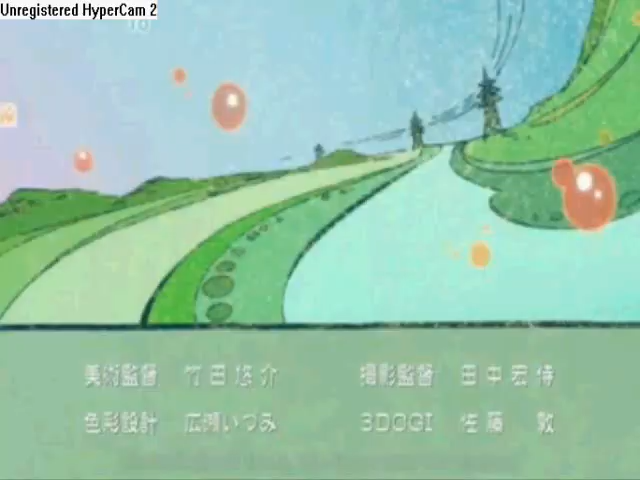 Unregistered HyperCam 2
美術監督 竹田悠介 撮影監督 田中宏侍
色彩設計 広瀬いづみ 3DCGI 佐藤 敦